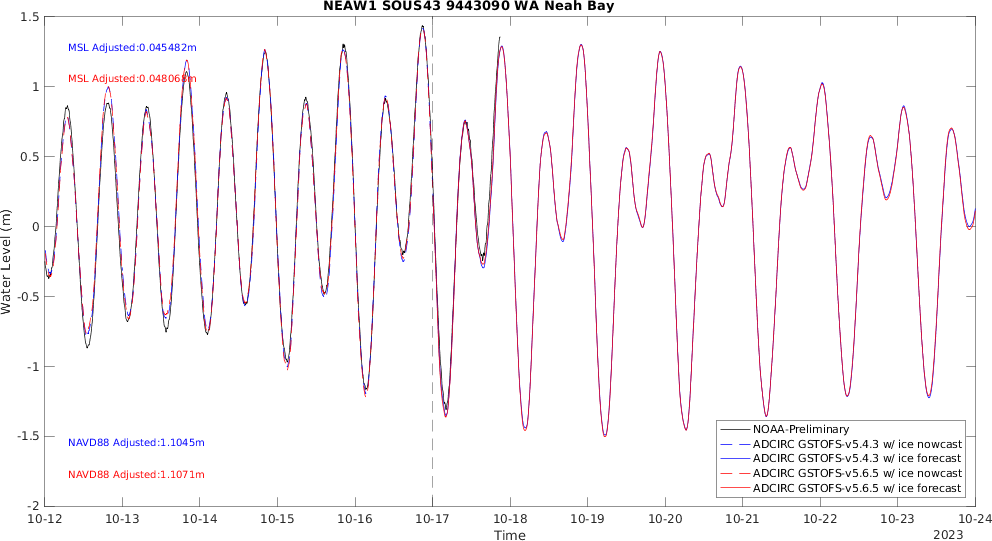 NEAW1 SOUS43 9443090 WA Neah Bay
1.5
1
0.5
0
-0.5
-1
-1.5
-2
Water Level (m)
MSL Adjusted:0.045482m
MSL Adjusted:0.048068m
NAVD88 Adjusted:1.1045m
NAVD88 Adjusted:1.1071m
NOAA-Preliminary
ADCIRC GSTOFS-v5.4.3 w/ ice nowcast
ADCIRC GSTOFS-v5.4.3 w/ ice forecast
ADCIRC GSTOFS-v5.6.5 w/ ice nowcast
ADCIRC GSTOFS-v5.6.5 w/ ice forecast
10-12 10-13 10-14 10-15 10-16 10-17 10-18 10-19 10-20 10-21 10-22 10-23 10-24
Time
2023